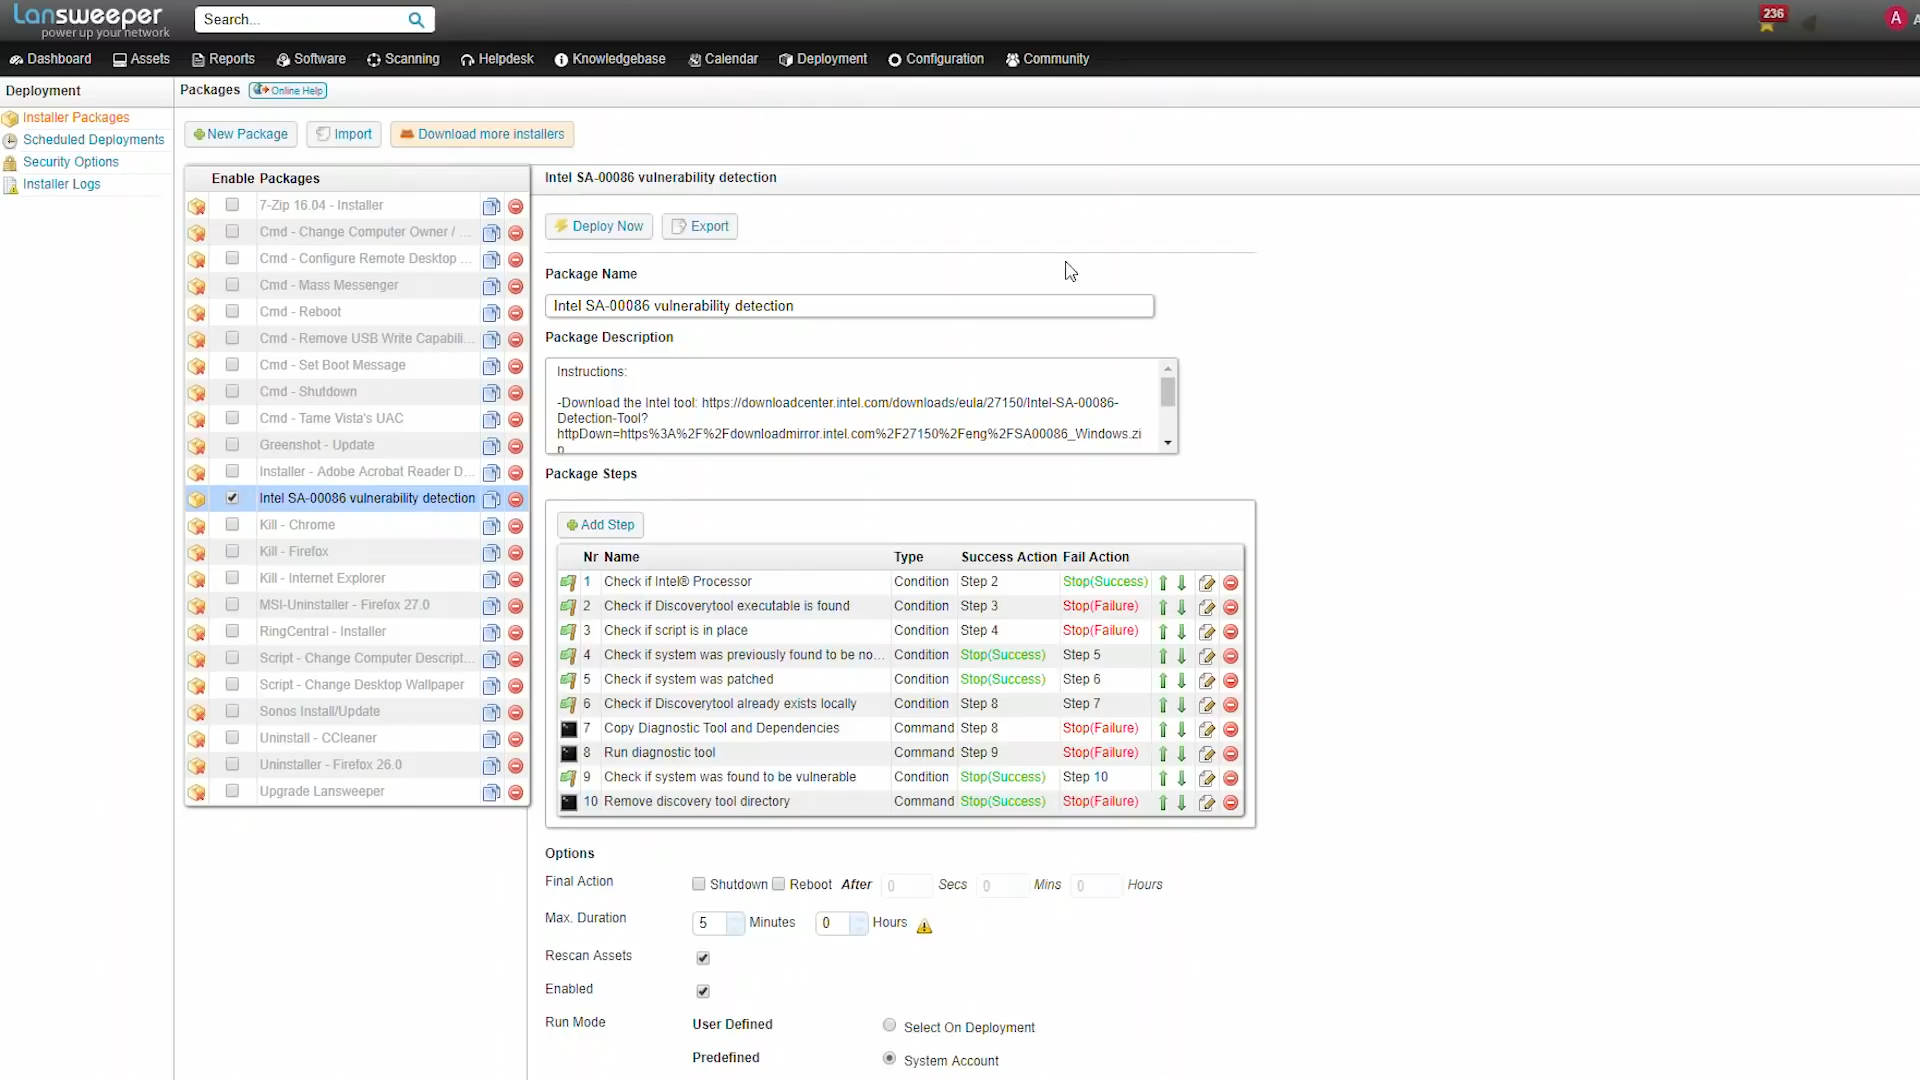 Lansweeper
power up your network
Search...
236
A
Dashboard Assets Reports Software Scanning Helpdesk Knowledgebase Calendar Deployment Configuration Community
Deployment
Installer Packages
Scheduled Deployments
Security Options
Installer Logs
Packages Online Help
New Package Import Download more installers
Enable Packages
7-Zip 16.04 - Installer
Cmd - Change Computer Owner / ...
Cmd - Configure Remote Desktop ...
Cmd - Mass Messenger
Cmd - Reboot
Cmd - Remove USB Write Capabili...
Cmd - Set Boot Message
Cmd - Shutdown
Cmd - Tame Vista's UAC
Greenshot - Update
Installer - Adobe Acrobat Reader D...
Intel SA-00086 vulnerability detection
Kill - Chrome
Kill - Firefox
Kill - Internet Explorer
MSI-Uninstaller - Firefox 27.0
RingCentral - Installer
Script - Change Computer Descript...
Script - Change Desktop Wallpaper
Sonos Install/Update
Uninstall - CCleaner
Uninstaller - Firefox 26.0
Upgrade Lansweeper
Intel SA-00086 vulnerability detection
Deploy Now Export
Package Name
Intel SA-00086 vulnerability detection
Package Description
Instructions:
-Download the Intel tool: https://downloadcenter.intel.com/downloads/eula/27150/Intel-SA-00086-
Detection-Tool?
httpDown=https%3A%2F%2Fdownloadmirror.intel.com%2F27150%2Feng%2FSA00086_Windows.zi
p
Package Steps
Add Step
Nr Name Type Success Action Fail Action
1 Check if Intel® Processor Condition Step 2 Stop(Success)
2 Check if Discoverytool executable is found Condition Step 3 Stop(Failure)
3 Check if script is in place Condition Step 4 Stop(Failure)
4 Check if system was previously found to be no... Condition Stop(Success) Step 5
5 Check if system was patched Condition Stop(Success) Step 6
6 Check if Discoverytool already exists locally Condition Step 8 Step 7
7 Copy Diagnostic Tool and Dependencies Command Step 8 Stop(Failure)
8 Run diagnostic tool Command Step 9 Stop(Failure)
9 Check if system was found to be vulnerable Condition Stop(Success) Step 10
10 Remove discovery tool directory Command Stop(Success) Stop(Failure)
Options
Final Action Shutdown Reboot After 0 Secs 0 Mins 0 Hours
Max. Duration 5 Minutes 0 Hours
Rescan Assets
Enabled
Run Mode User Defined Select On Deployment
Predefined System Account